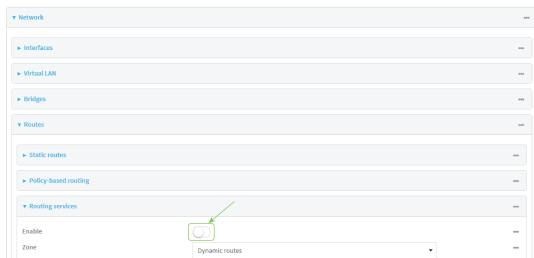 Network
Interfaces
Virtual LAN
Bridges
Routes
Static routes
Policy-based routing
Routing services
Enable
Zone
Dynamic routes